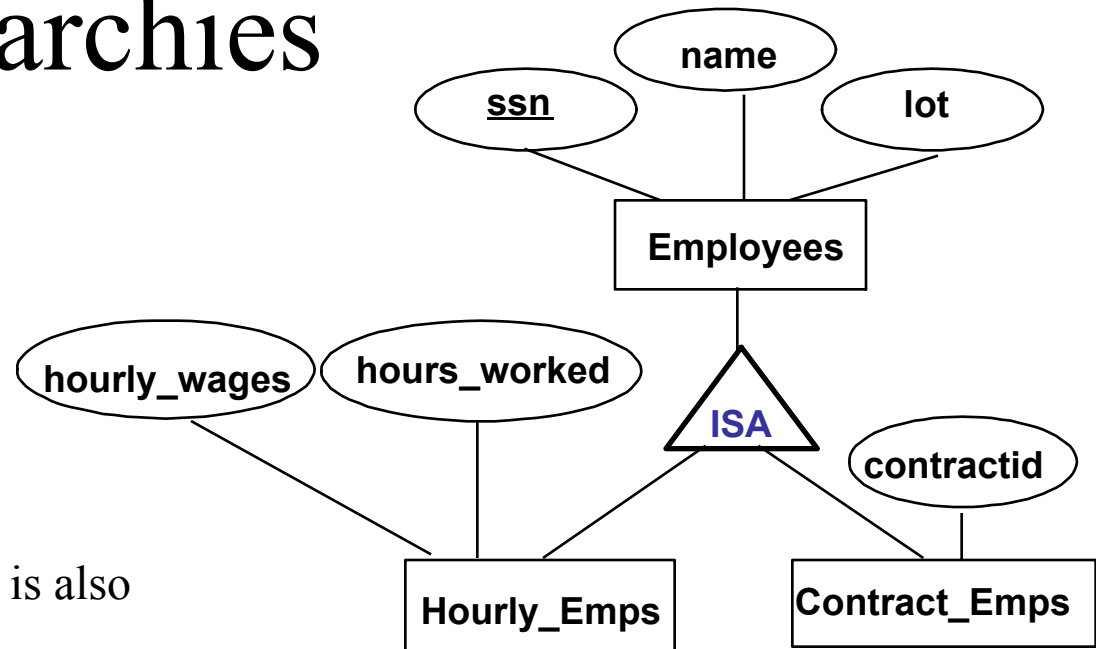 archies
name
ssn
lot
Employees
hourly_wages
hours_worked
ISA
contractid
is also
Hourly_Emps
Contract_Emps